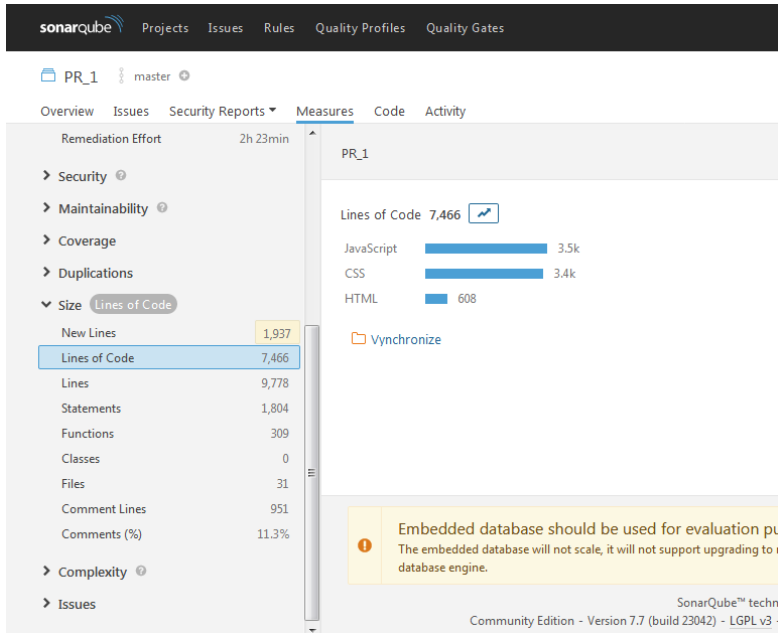 sonarqube Projects Issues Rules Quality Profiles Quality Gates
PR_1 master
Overview Issues Security Reports Measures Code Activity
Remediation Effort 2h 23min
Security
Maintainability
Coverage
Duplications
Size Lines of Code
New Lines 1,937
Lines of Code 7,466
Lines 9,778
Statements 1,804
Functions 309
Classes 0
Files 31
Comment Lines 951
Comments (%) 11.3%
Complexity
Issues
PR_1
Lines of Code 7,466
JavaScript 3.5k
CSS 3.4k
HTML 608
Vynchronize
Embedded database should be used for evaluation pu
The embedded database will not scale, it will not support upgrading to
database engine.
SonarQube™ techn
Community Edition - Version 7.7 (build 23042) - LGPL v3 -